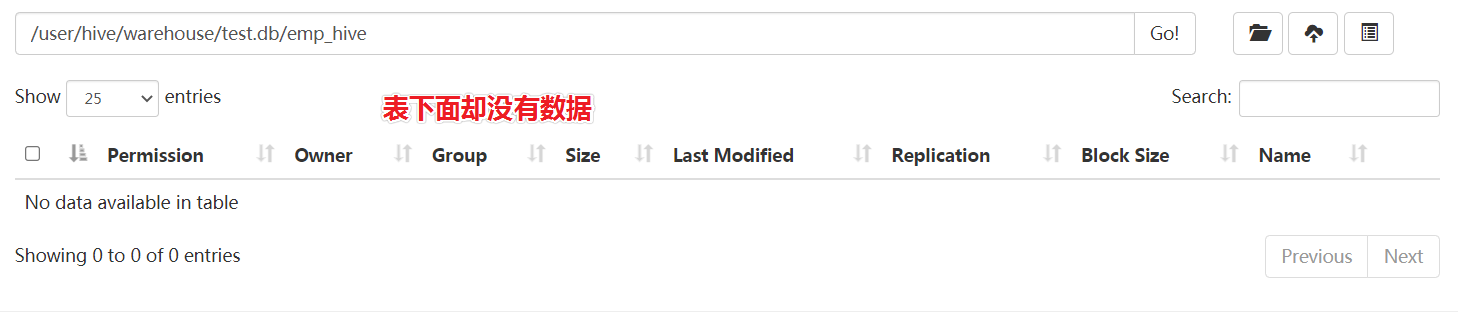 /user/hive/warehouse/test.db/emp_hive Go!
Show 25 entries 表下面却没有数据 Search:
Permission Owner Group Size Last Modified Replication Block Size Name
No data available in table
Showing 0 to 0 of 0 entries Previous Next